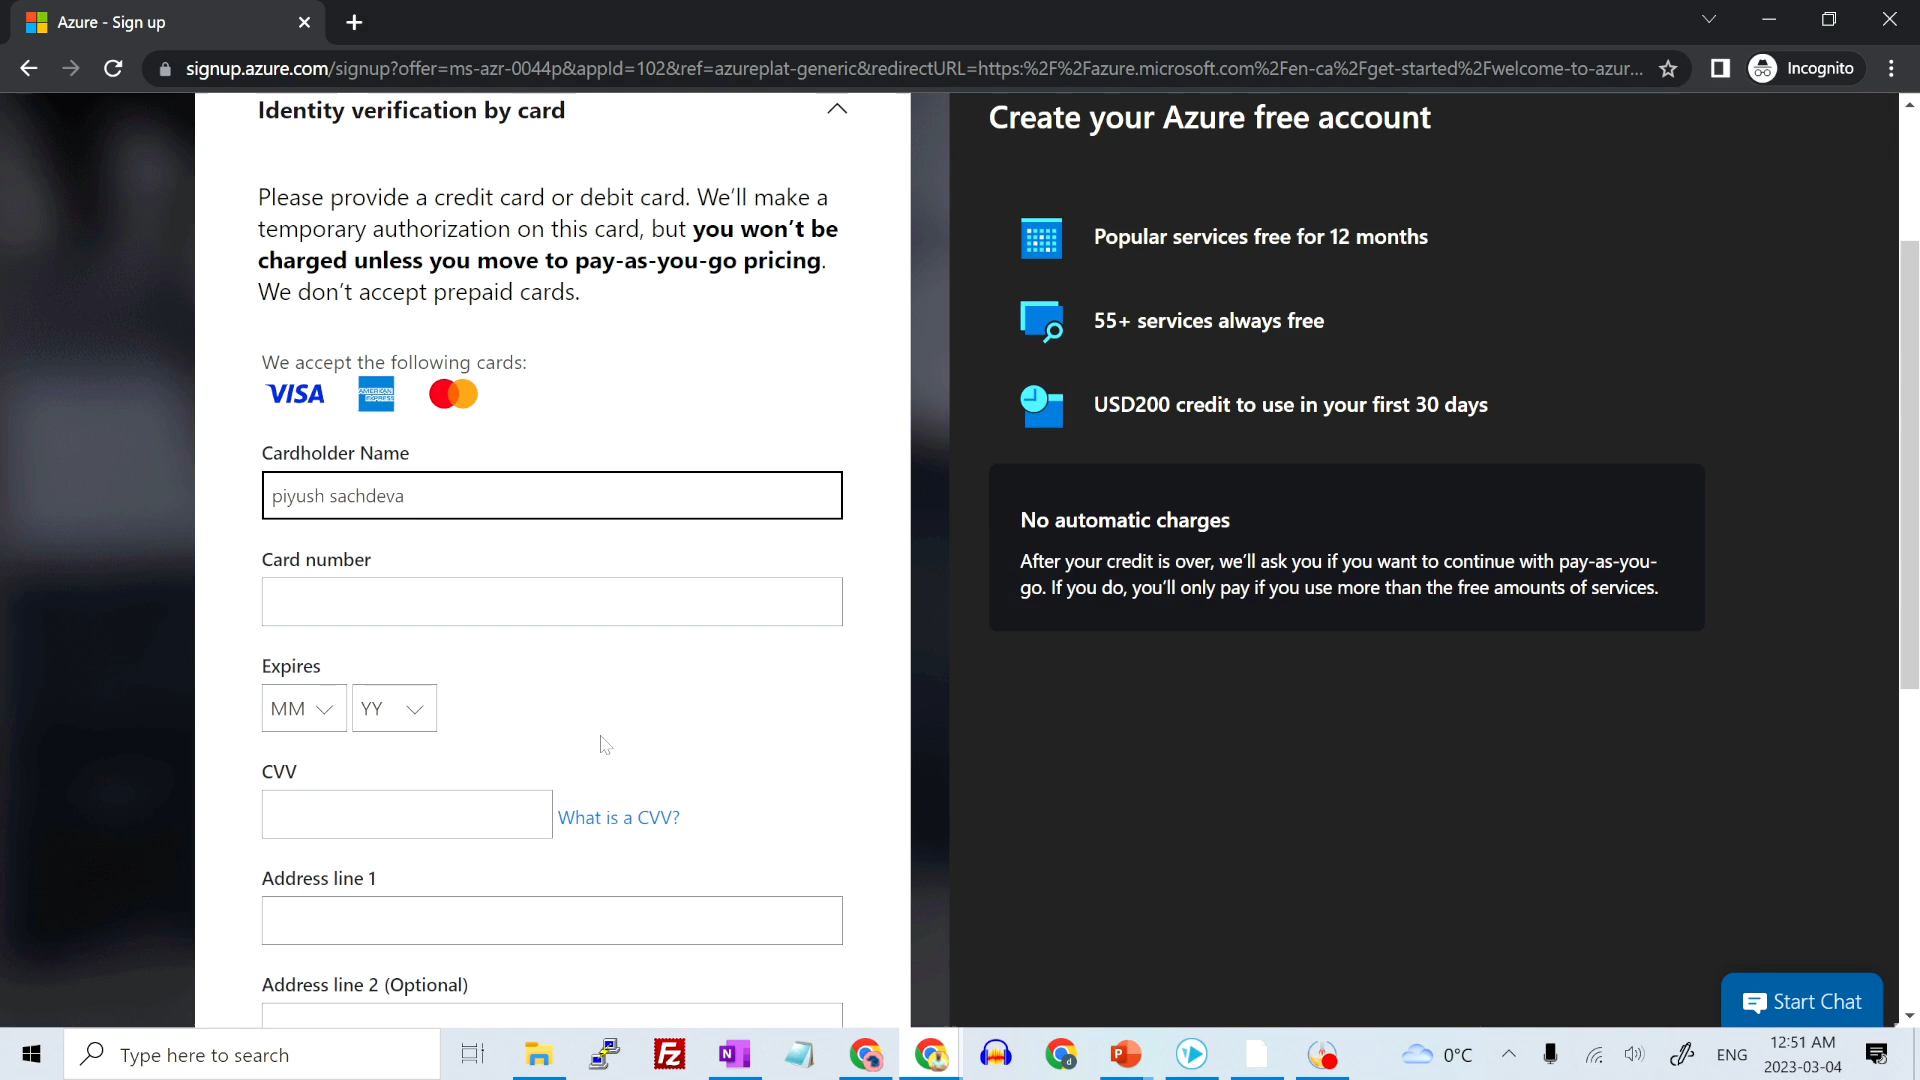 Azure - Sign up
signup.azure.com/signup?offer=ms-azr-0044p&appId=102&ref=azureplat-generic&redirectURL=https:%2F%2Fazure.microsoft.com%2Fen-ca%2Fget-started%2Fwelcome-to-azur...
Incognito
Identity verification by card
Please provide a credit card or debit card. We'll make a
temporary authorization on this card, but you won't be
charged unless you move to pay-as-you-go pricing.
We don't accept prepaid cards.
We accept the following cards:
VISA AMERICAN EXPRESS
Cardholder Name
piyush sachdeva
Card number
Expires
MM YY
CVV
What is a CVV?
Address line 1
Address line 2 (Optional)
Create your Azure free account
Popular services free for 12 months
55+ services always free
USD200 credit to use in your first 30 days
No automatic charges
After your credit is over, we'll ask you if you want to continue with pay-as-you-
go. If you do, you'll only pay if you use more than the free amounts of services.
Start Chat
Type here to search
0°C
ENG
12:51 AM
2023-03-04